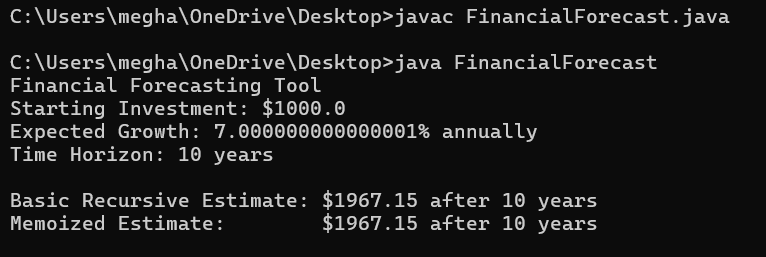 C:\Users\megha\OneDrive\Desktop>javac FinancialForecast.java
C:\Users\megha\OneDrive\Desktop>java FinancialForecast
Financial Forecasting Tool
Starting Investment: $1000.0
Expected Growth: 7.000000000000001% annually
Time Horizon: 10 years
Basic Recursive Estimate: $1967.15 after 10 years
Memoized Estimate:        $1967.15 after 10 years